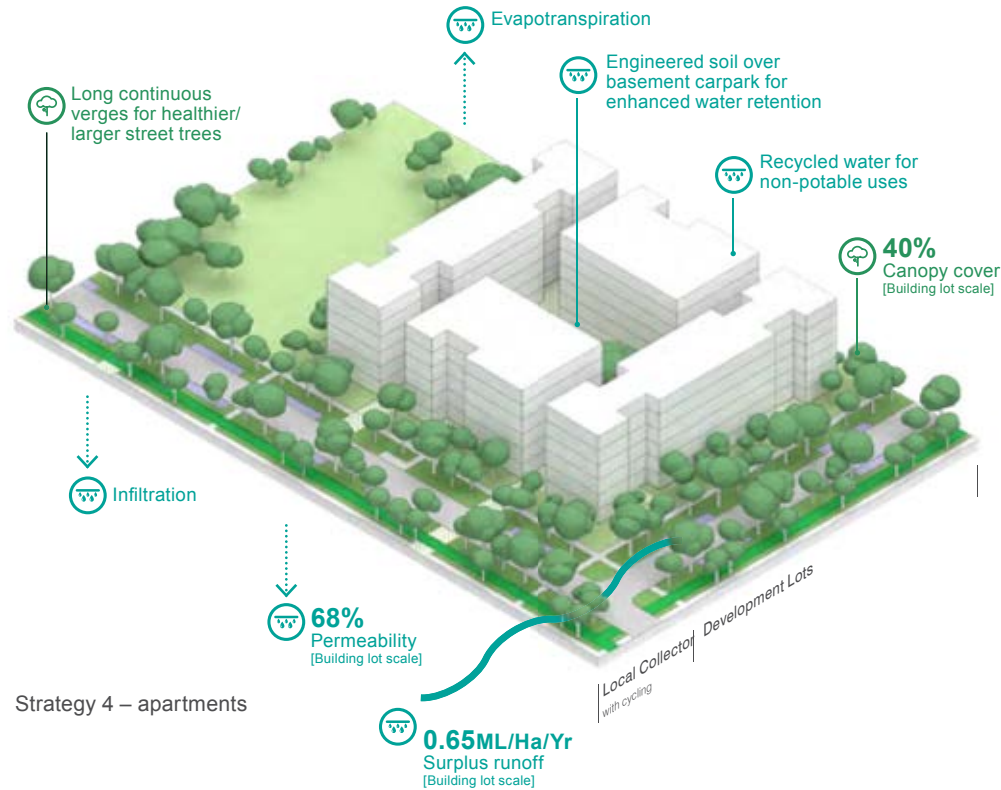 Evapotranspiration
Engineered soil over
basement carpark for
enhanced water retention
Long continuous
verges for healthier/
larger street trees
Recycled water for
non-potable uses
40%
Canopy cover
[Building lot scale]
Infiltration
68%
Permeability
[Building lot scale]
Local Collector
with cycling
Development Lots
Strategy 4 – apartments
0.65ML/Ha/Yr
Surplus runoff
[Building lot scale]